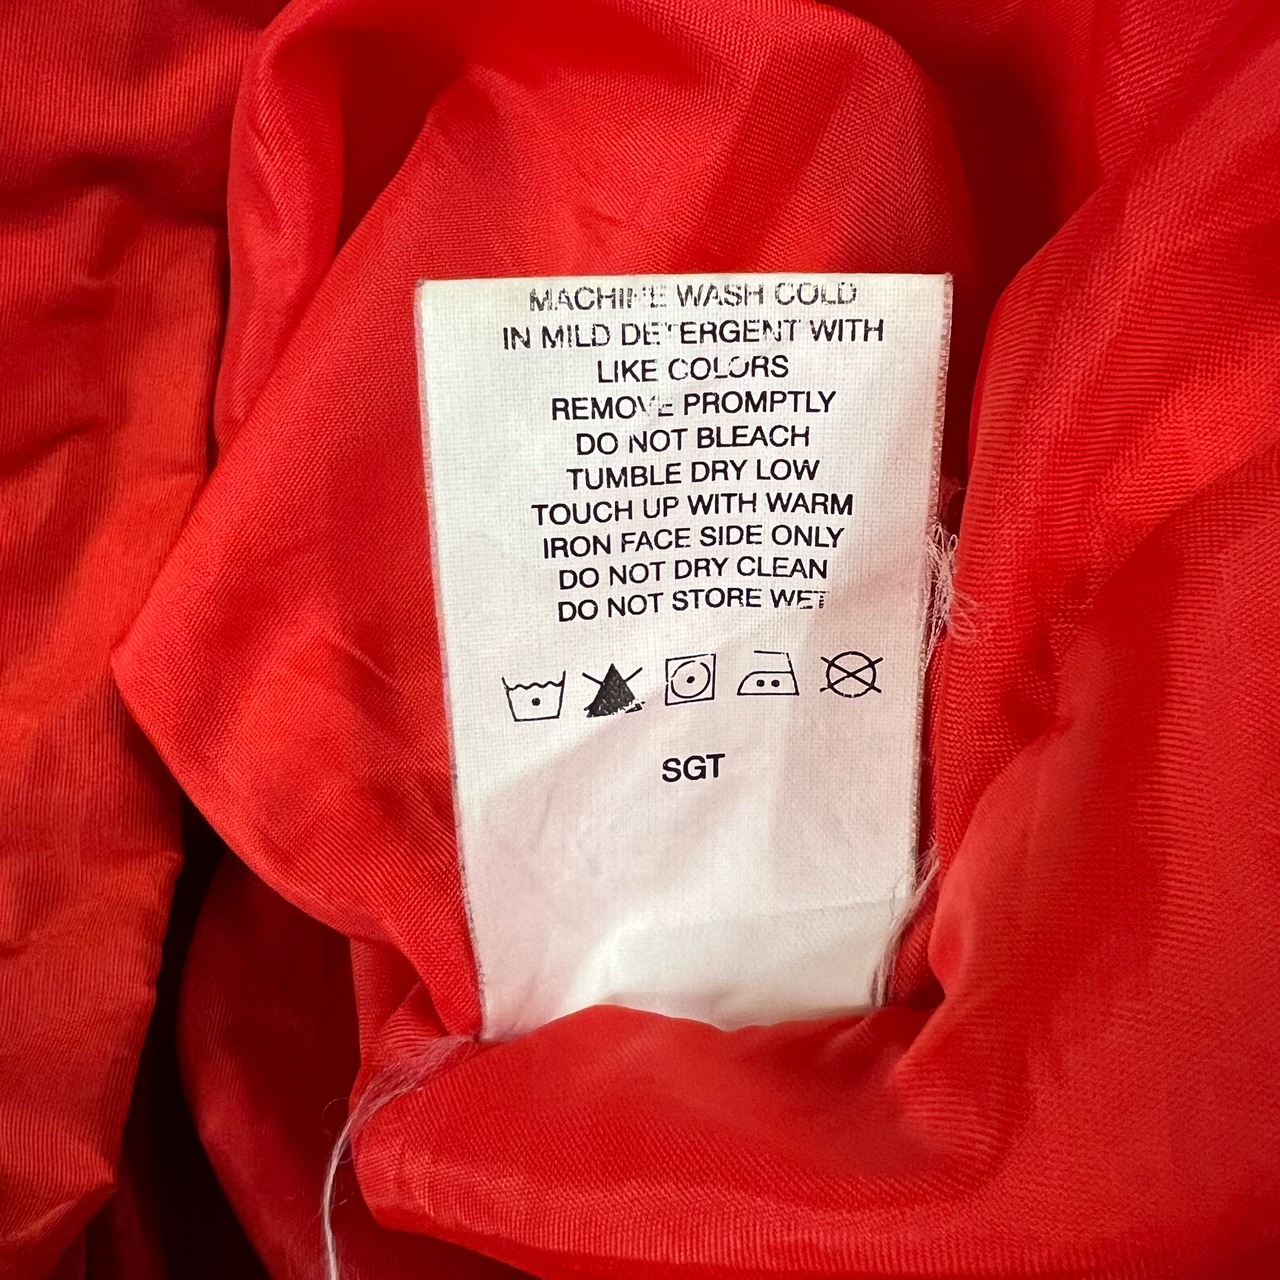 MACHINE WASH COLD
IN MILD DETERGENT WITH
LIKE COLORS
REMOVE PROMPTLY
DO NOT BLEACH
TUMBLE DRY LOW
TOUCH UP WITH WARM
IRON FACE SIDE ONLY
DO NOT DRY CLEAN
DO NOT STORE WET
SGT